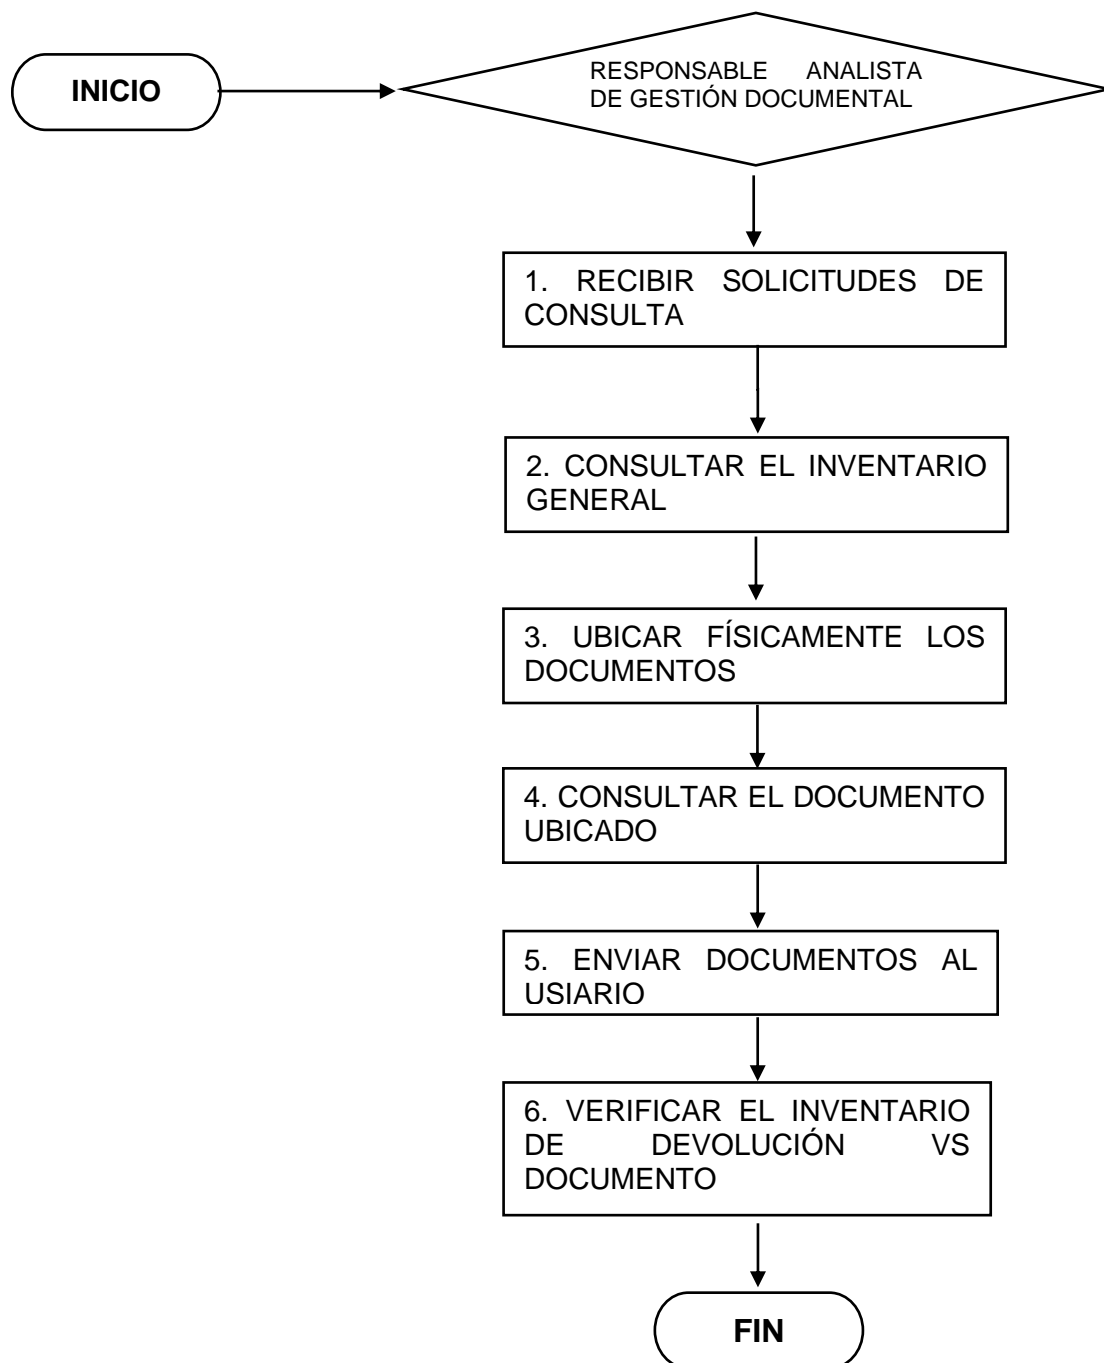 INICIO
RESPONSABLE ANALISTA
DE GESTIÓN DOCUMENTAL
1. RECIBIR SOLICITUDES DE
CONSULTA
2. CONSULTAR EL INVENTARIO
GENERAL
3. UBICAR FÍSICAMENTE LOS
DOCUMENTOS
4. CONSULTAR EL DOCUMENTO
UBICADO
5. ENVIAR DOCUMENTOS AL
USIARIO
6. VERIFICAR EL INVENTARIO
DE DEVOLUCIÓN VS
DOCUMENTO
FIN